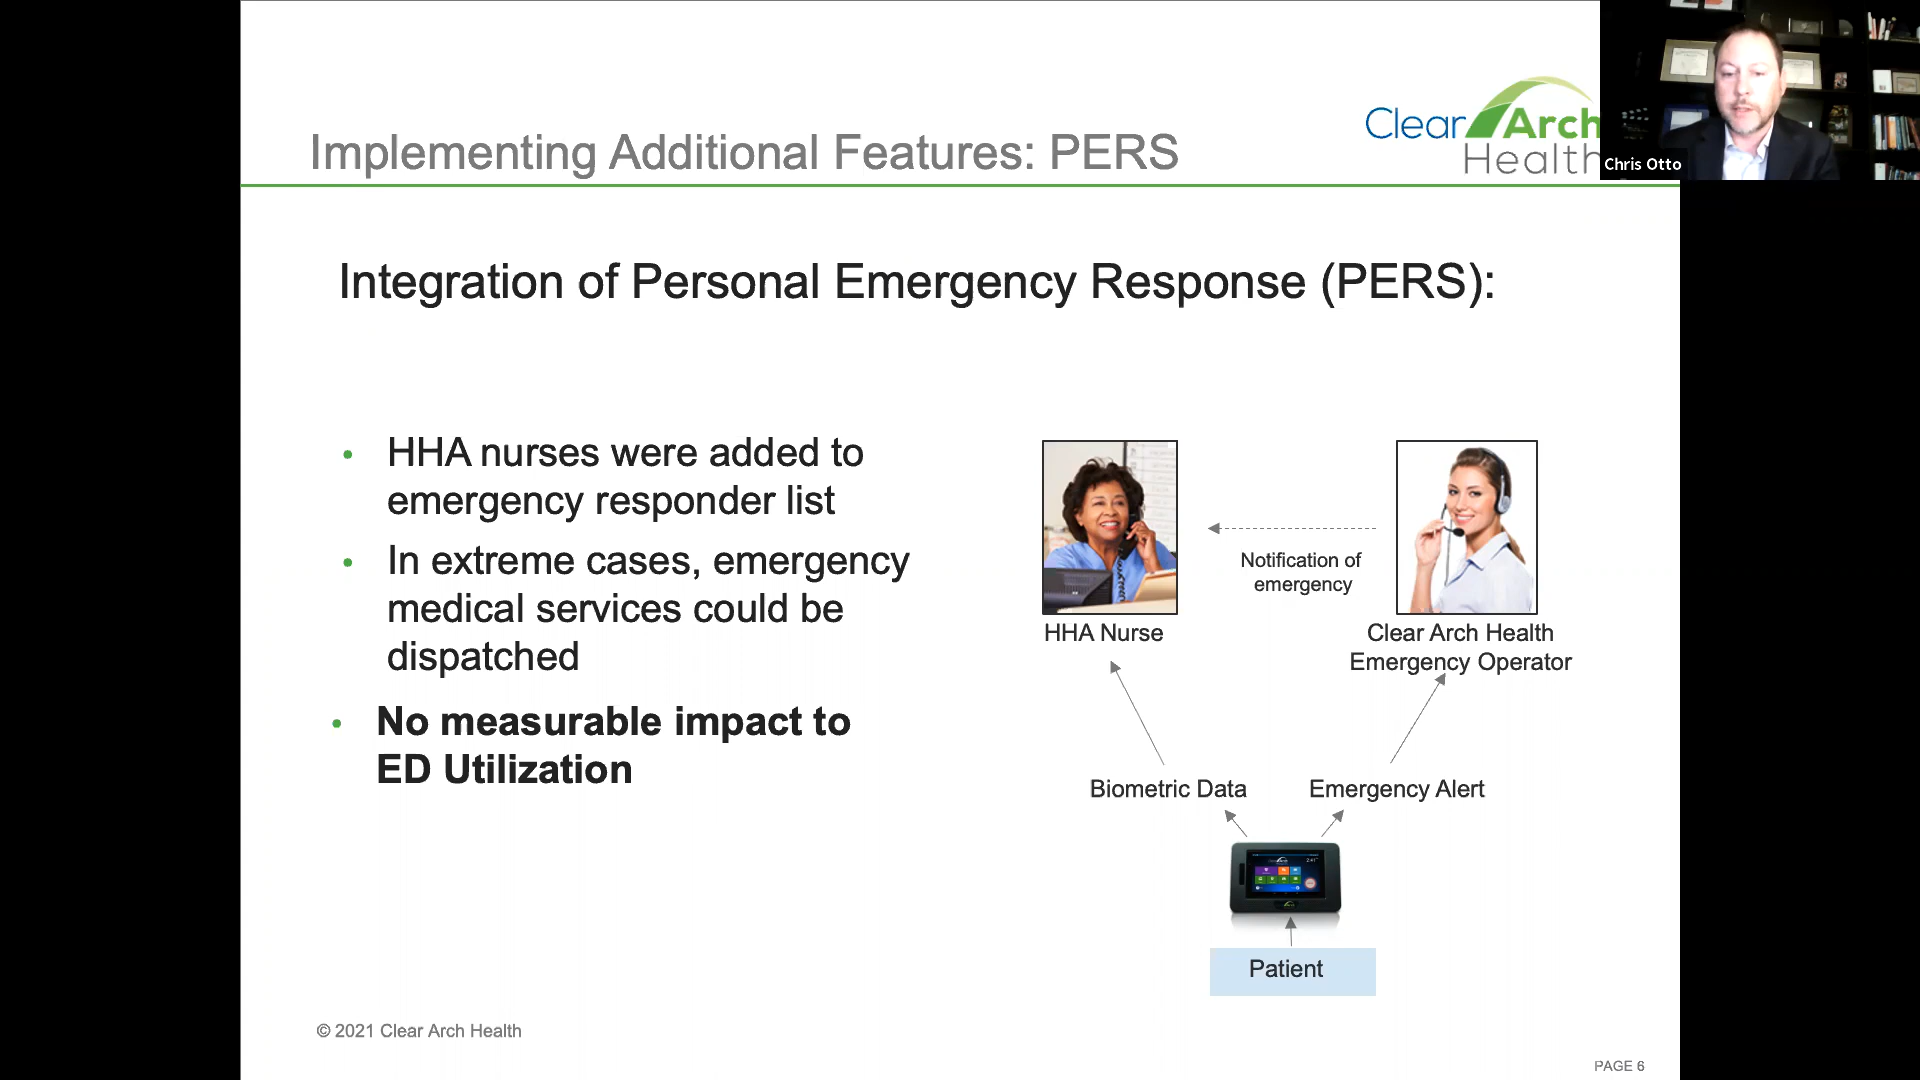 Implementing Additional Features: PERS
Clear Arch
Health
Chris Otto
Integration of Personal Emergency Response (PERS):
• HHA nurses were added to
emergency responder list
• In extreme cases, emergency
medical services could be
dispatched
• No measurable impact to
ED Utilization
Notification of
emergency
HHA Nurse
Clear Arch Health
Emergency Operator
Biometric Data
Emergency Alert
Patient
© 2021 Clear Arch Health
PAGE 6